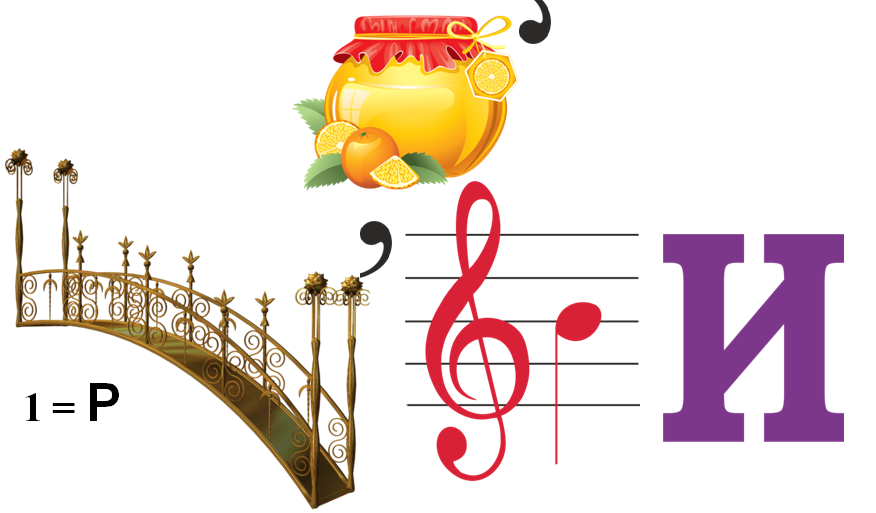 ’
’
И
1 = Р